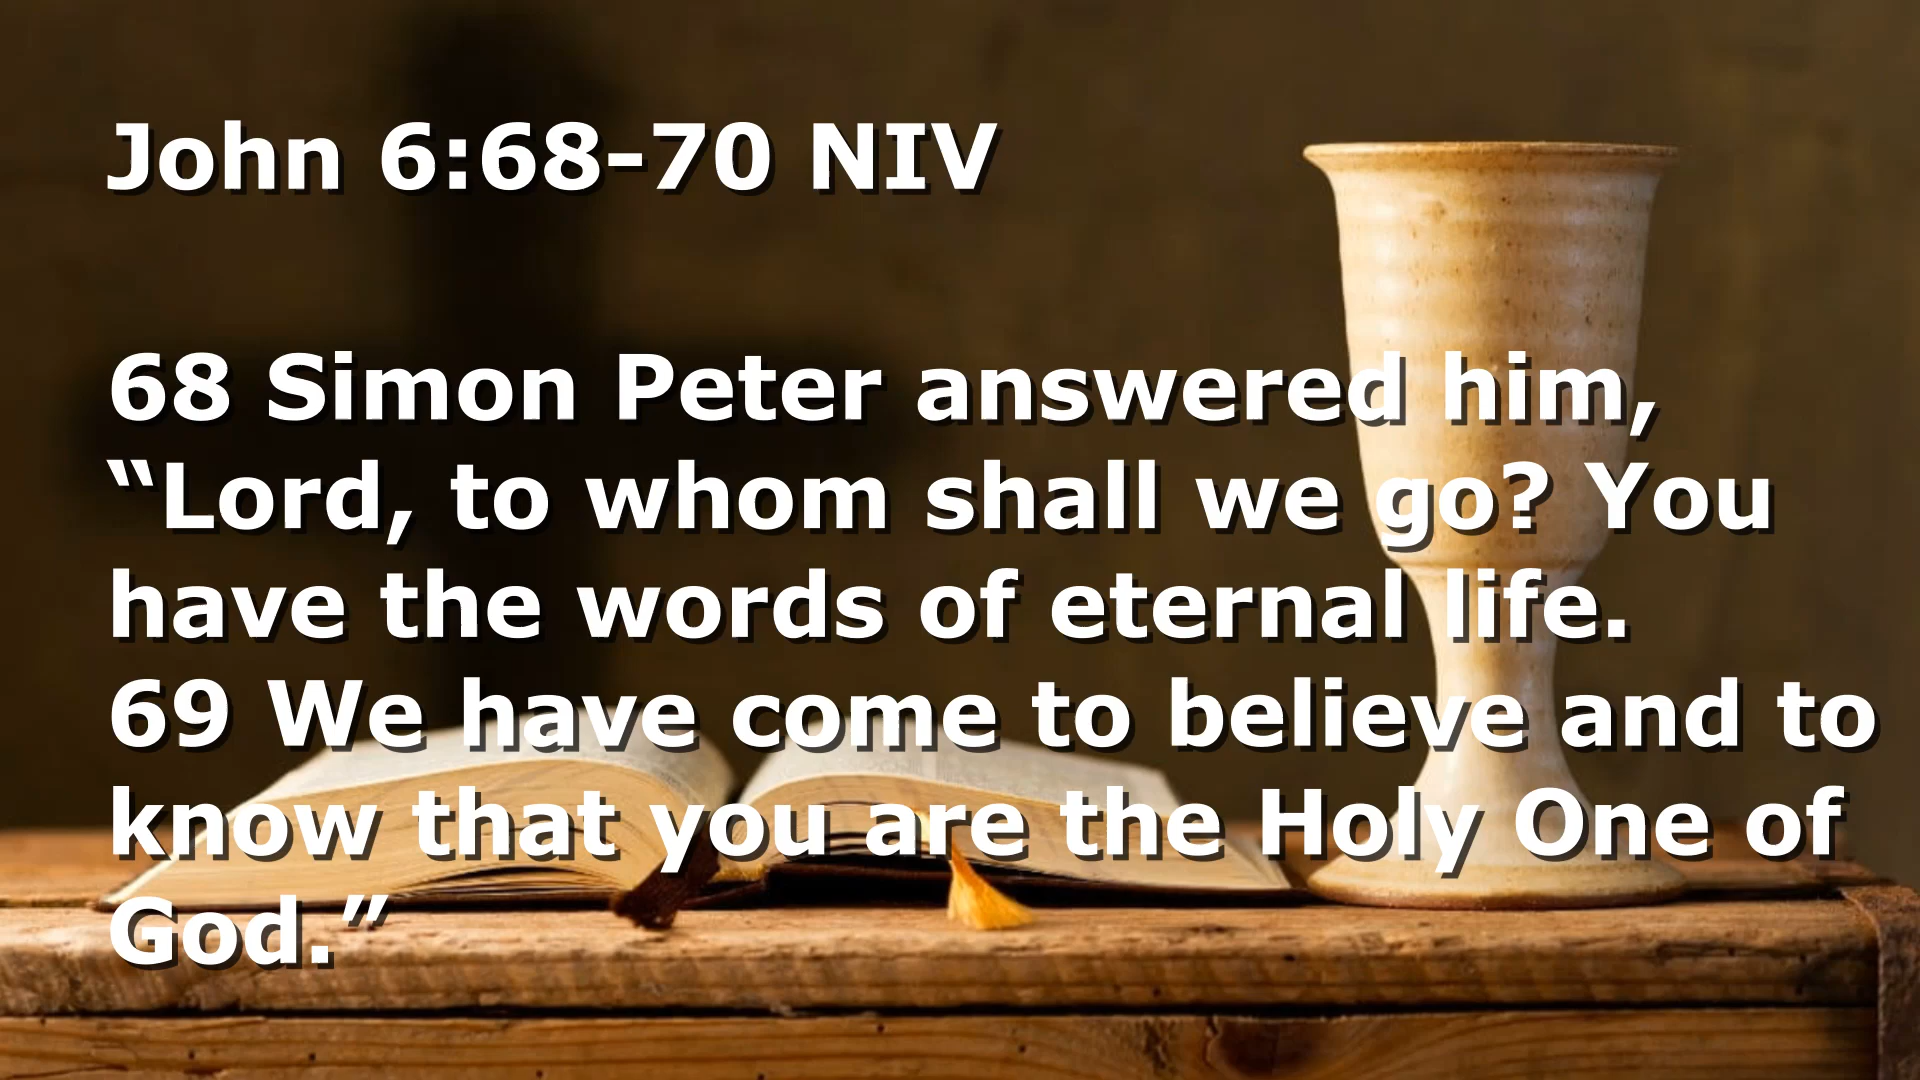 John 6:68-70 NIV
68 Simon Peter answered him,
“Lord, to whom shall we go? You
have the words of eternal life.
69 We have come to believe and to
know that you are the Holy One of
God.”